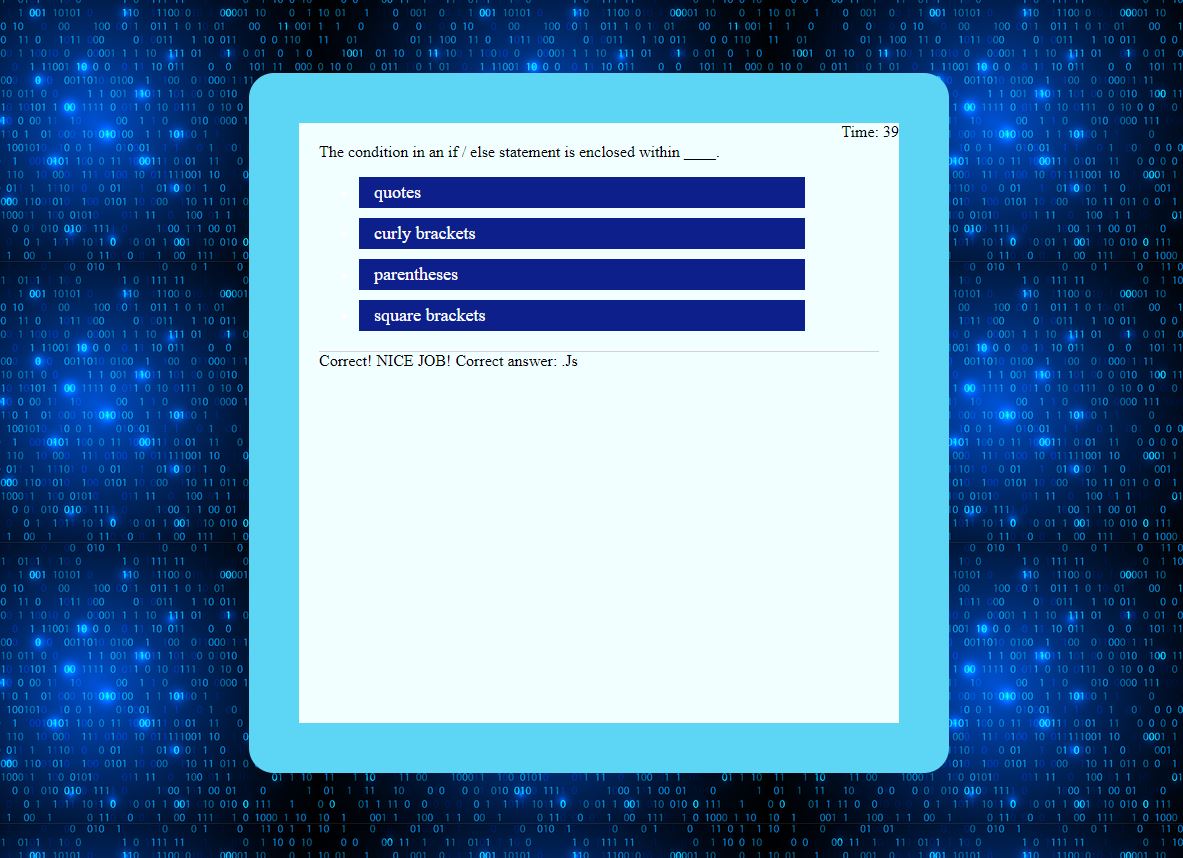 Time: 39
The condition in an if / else statement is enclosed within ____.
quotes
curly brackets
parentheses
square brackets
Correct! NICE JOB! Correct answer: .Js